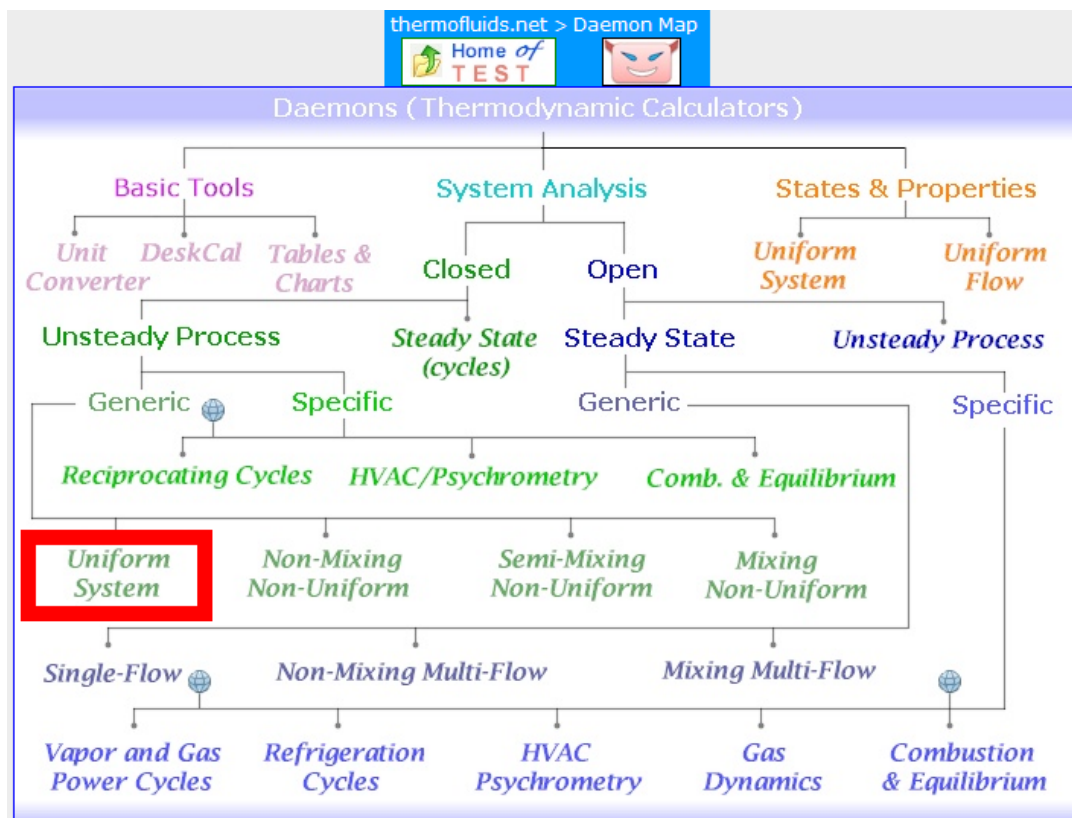 thermofluids.net > Daemon Map
Home of
TEST
Daemons (Thermodynamic Calculators)
Basic Tools
System Analysis
States & Properties
Unit
Converter
DeskCal
Tables &
Charts
Closed
Open
Uniform
System
Uniform
Flow
Unsteady Process
Steady State
(cycles)
Steady State
Unsteady Process
Generic
Specific
Generic
Specific
Reciprocating Cycles
HVAC/Psychrometry
Comb. & Equilibrium
Uniform
System
Non-Mixing
Non-Uniform
Semi-Mixing
Non-Uniform
Mixing
Non-Uniform
Single-Flow
Non-Mixing Multi-Flow
Mixing Multi-Flow
Vapor and Gas
Power Cycles
Refrigeration
Cycles
HVAC
Psychrometry
Gas
Dynamics
Combustion
& Equilibrium